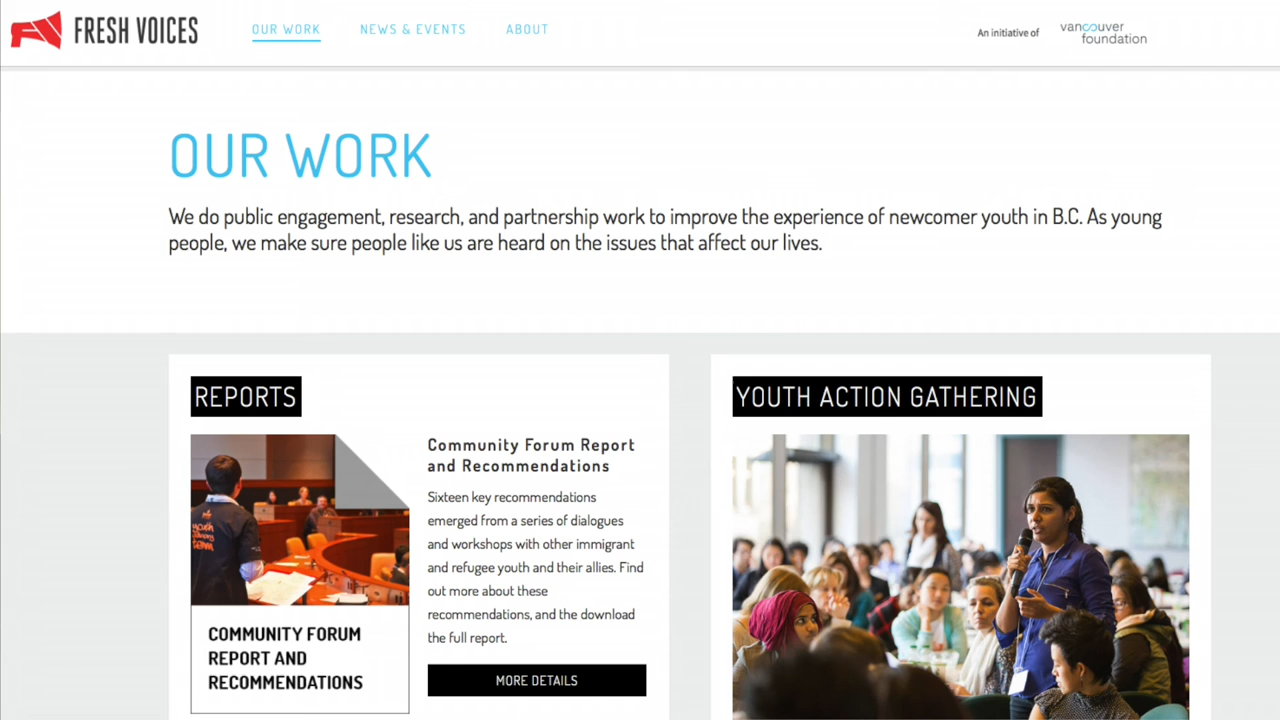 FRESH VOICES
OUR WORK
NEWS & EVENTS
ABOUT
An initiative of
vancouver
foundation
OUR WORK
We do public engagement, research, and partnership work to improve the experience of newcomer youth in B.C. As young
people, we make sure people like us are heard on the issues that affect our lives.
REPORTS
youth
advisory
team
COMMUNITY FORUM
REPORT AND
RECOMMENDATIONS
Community Forum Report
and Recommendations
Sixteen key recommendations
emerged from a series of dialogues
and workshops with other immigrant
and refugee youth and their allies. Find
out more about these
recommendations, and the download
the full report.
MORE DETAILS
YOUTH ACTION GATHERING